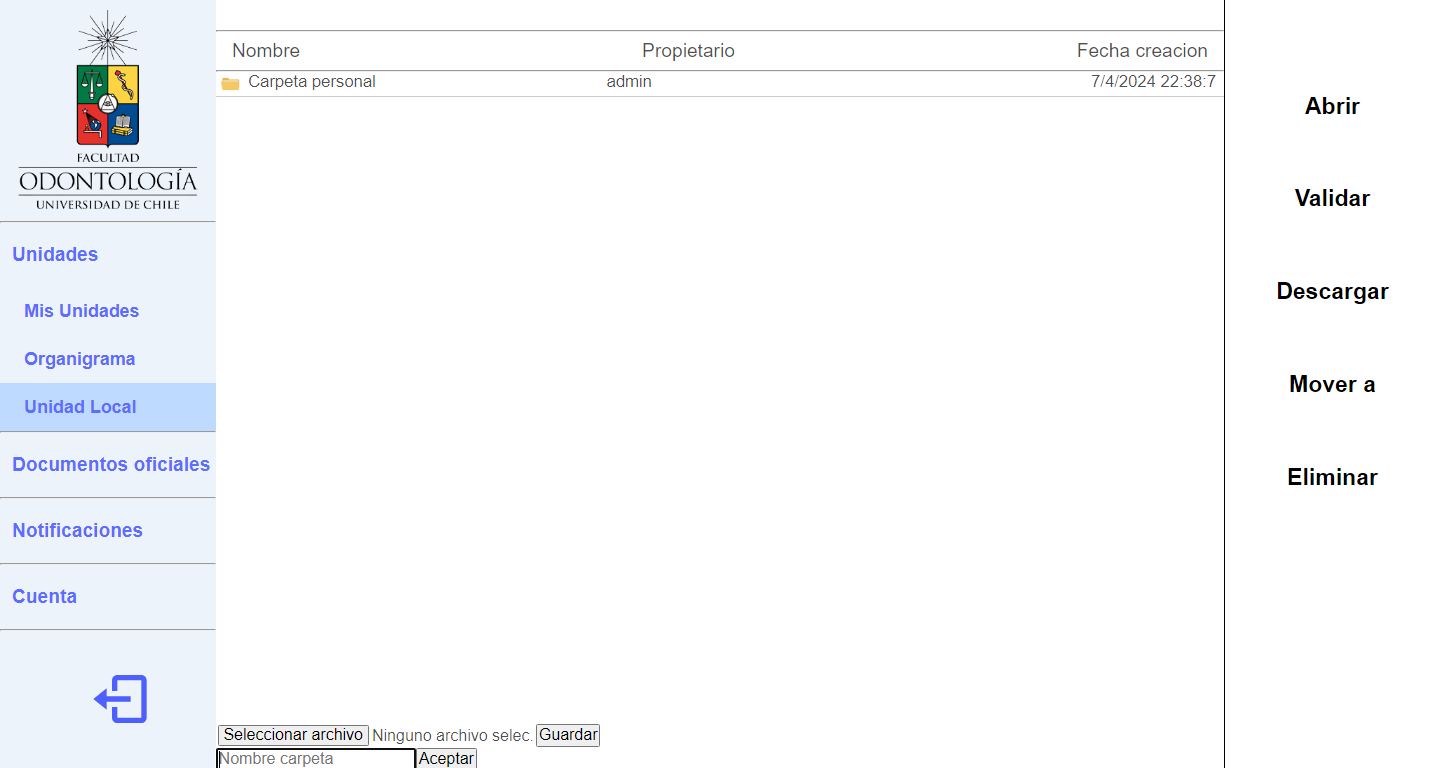 FACULTAD
ODONTOLOGÍA
UNIVERSIDAD DE CHILE
Unidades
Mis Unidades
Organigrama
Unidad Local
Documentos oficiales
Notificaciones
Cuenta
Nombre Propietario Fecha creacion
Carpeta personal admin 7/4/2024 22:38:7
Seleccionar archivo Ninguno archivo selec. Guardar
Nombre carpeta Aceptar
Abrir
Validar
Descargar
Mover a
Eliminar